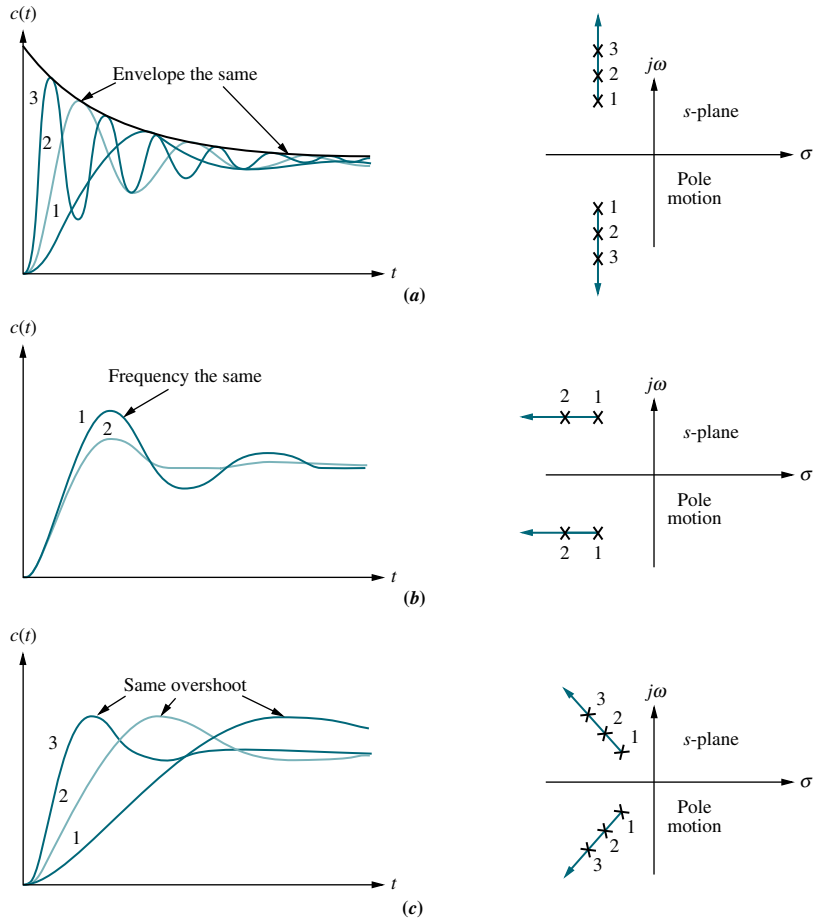 c(t)
Envelope the same
3
2
1
t
3
2
1
jω
s-plane
σ
1
2
3
Pole
motion
(a)
c(t)
Frequency the same
1
2
t
2
1
jω
s-plane
σ
2
1
Pole
motion
(b)
c(t)
Same overshoot
3
2
1
t
3
2
1
jω
s-plane
σ
1
2
3
Pole
motion
(c)